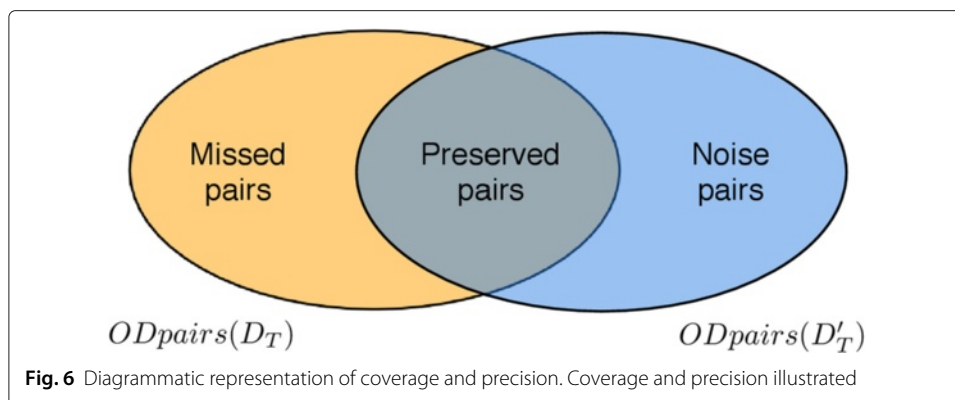 Missed
pairs
Preserved
pairs
Noise
pairs
ODpairs(D_T)
ODpairs(D'_T)
Fig. 6 Diagrammatic representation of coverage and precision. Coverage and precision illustrated